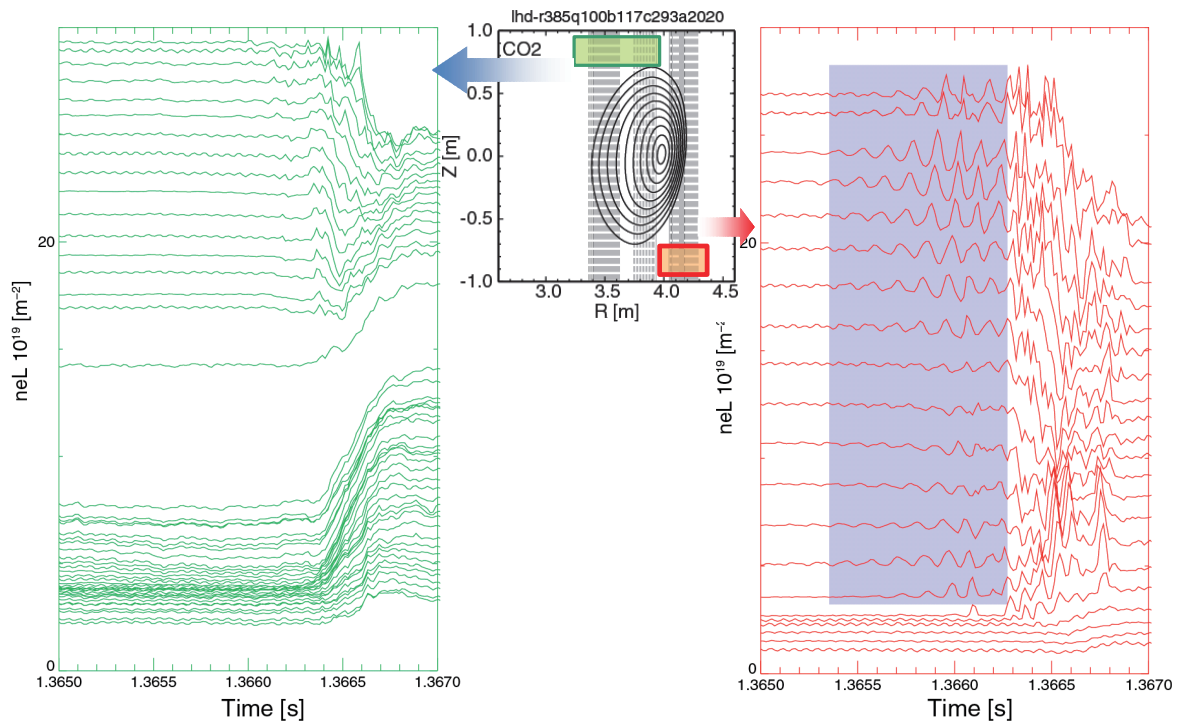 lhd-r385q100b117c293a2020
CO2
1.0
0.5
0.0
-0.5
-1.0
Z [m]
3.0 3.5 4.0 4.5
R [m]
20
0
neL 10¹⁹ [m⁻²]
1.3650 1.3655 1.3660 1.3665 1.3670
Time [s]
20
0
neL 10¹⁹ [m⁻²
1.3650 1.3655 1.3660 1.3665 1.3670
Time [s]